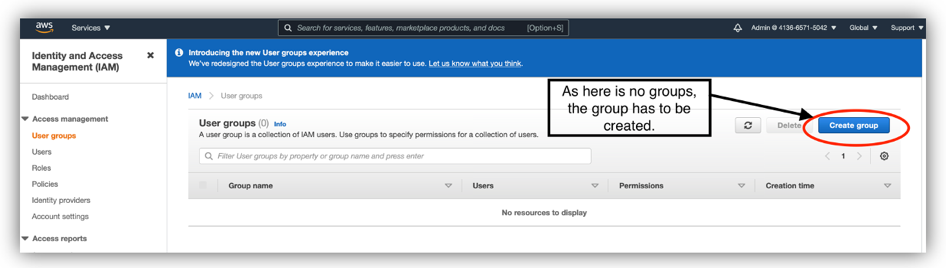 aws
Services
Search for services, features, marketplace products, and docs [Option+S]
Admin @ 4136-6571-5042
Global
Support
Identity and Access
Management (IAM)
Dashboard
Access management
User groups
Users
Roles
Policies
Identity providers
Account settings
Access reports
Introducing the new User groups experience
We've redesigned the User groups experience to make it easier to use. Let us know what you think.
IAM > User groups
As here is no groups,
the group has to be
created.
User groups (0) Info
A user group is a collection of IAM users. Use groups to specify permissions for a collection of users.
Delete
Create group
Filter User groups by property or group name and press enter
1
Group name
Users
Permissions
Creation time
No resources to display